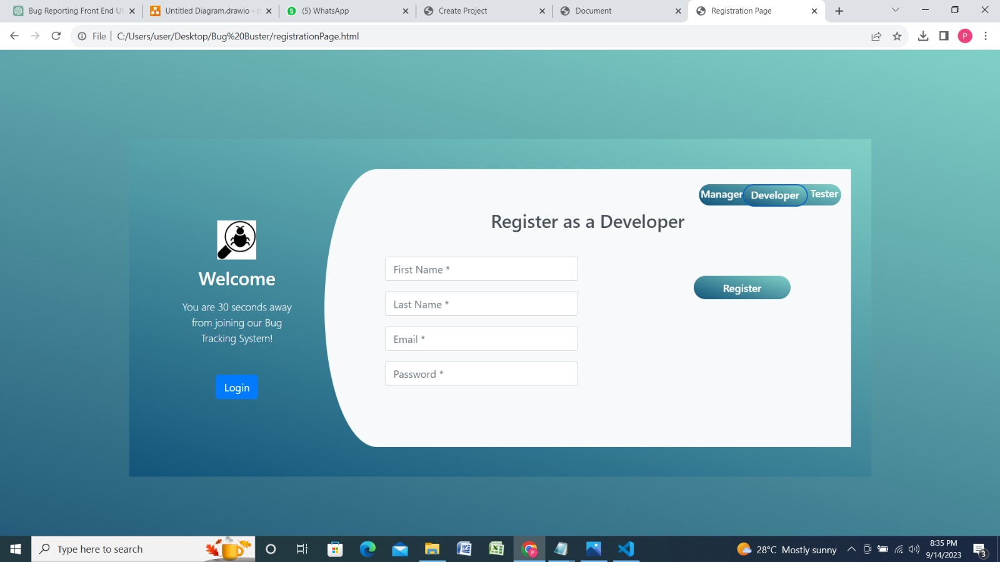 Bug Reporting Front End U
Untitled Diagram.drawio - d
(5) WhatsApp
Create Project
Document
Registration Page
File
C:/Users/user/Desktop/Bug%20Buster/registrationPage.html
P
Manager
Developer
Tester
Register as a Developer
First Name *
Last Name *
Email *
Password *
Register
Welcome
You are 30 seconds away
from joining our Bug
Tracking System!
Login
Type here to search
28°C Mostly sunny
8:35 PM
9/14/2023
3